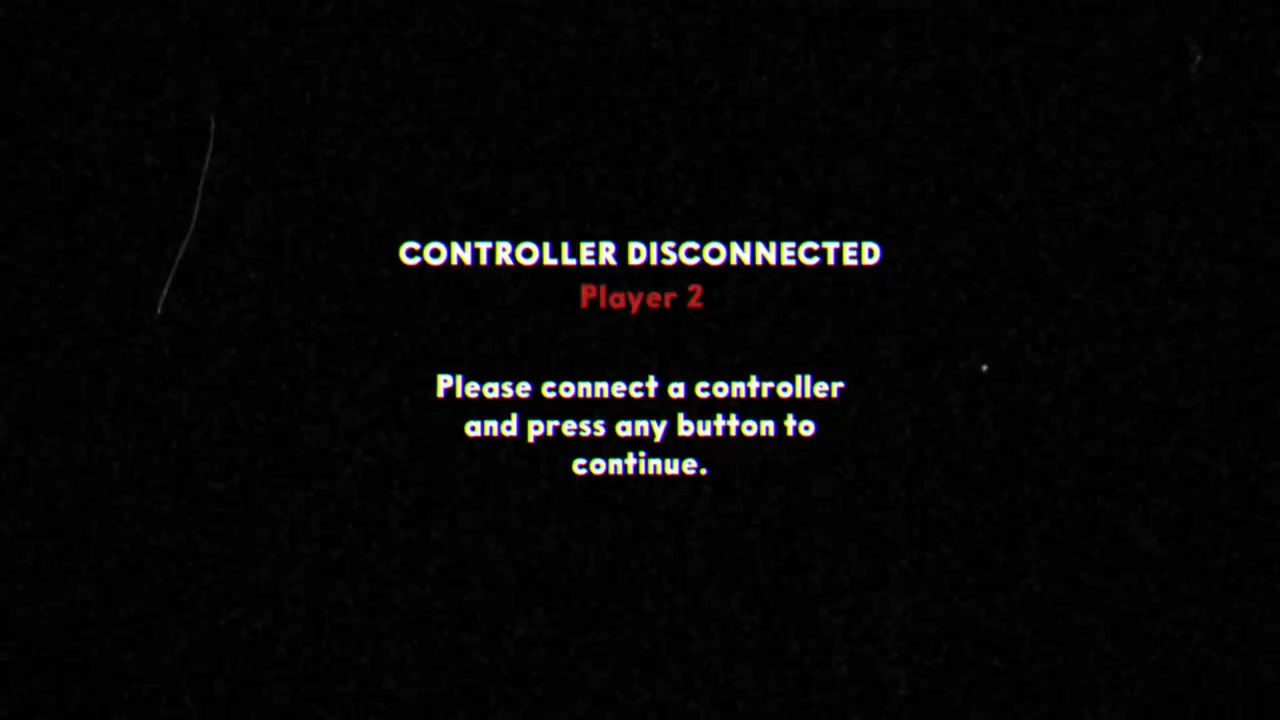 CONTROLLER DISCONNECTED
Player 2
Please connect a controller
and press any button to
continue.